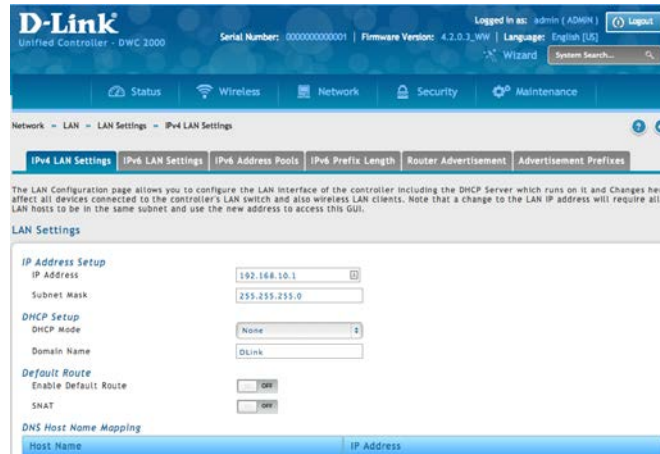 D-Link
Unified Controller - DWC 2000
Logged in as: admin ( ADMIN ) Logout
Serial Number: 0000000000001 | Firmware Version: 4.2.0.3_WW | Language: English [US]
Wizard System Search...
Status Wireless Network Security Maintenance
Network » LAN » LAN Settings » IPv4 LAN Settings
IPv4 LAN Settings IPv6 LAN Settings IPv6 Address Pools IPv6 Prefix Length Router Advertisement Advertisement Prefixes
The LAN Configuration page allows you to configure the LAN interface of the controller including the DHCP Server which runs on it and Changes her
affect all devices connected to the controller's LAN switch and also wireless LAN clients. Note that a change to the LAN IP address will require all
LAN hosts to be in the same subnet and use the new address to access this GUI.
LAN Settings
IP Address Setup
IP Address 192.168.10.1
Subnet Mask 255.255.255.0
DHCP Setup
DHCP Mode None
Domain Name DLink
Default Route
Enable Default Route OFF
SNAT OFF
DNS Host Name Mapping
Host Name IP Address